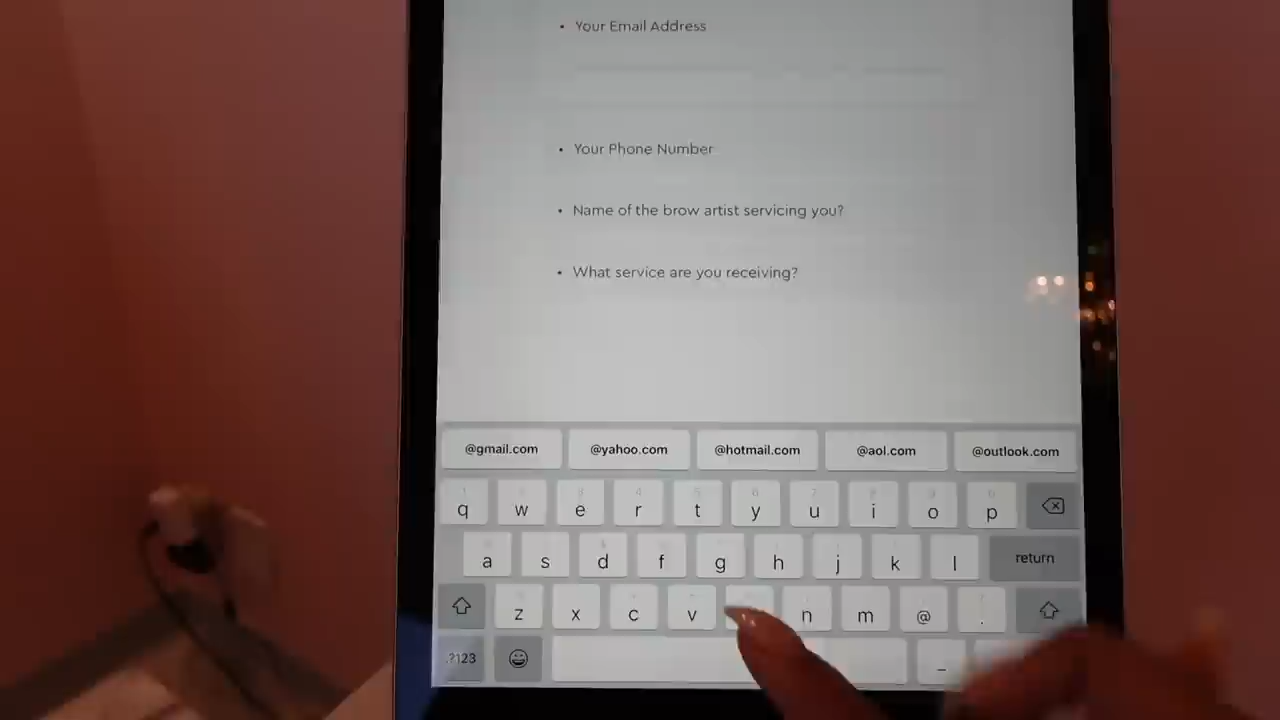 • Your Email Address
• Your Phone Number
• Name of the brow artist servicing you?
• What service are you receiving?
@gmail.com @yahoo.com @hotmail.com @aol.com @outlook.com
q w e r t y u i o p
a s d f g h j k l return
z x c v n m @ .
.?123 _